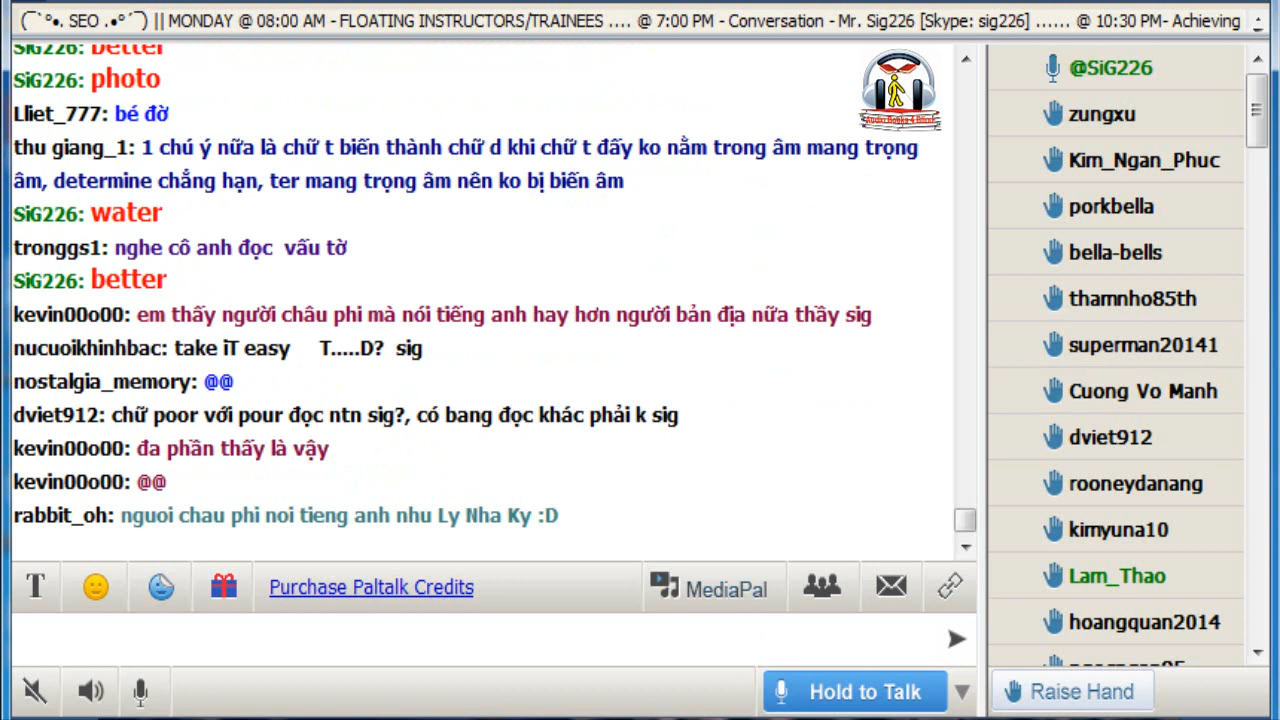 (¯`°•. SEO .•°´¯) || MONDAY @ 08:00 AM - FLOATING INSTRUCTORS/TRAINEES .... @ 7:00 PM - Conversation - Mr. Sig226 [Skype: sig226] ...... @ 10:30 PM- Achieving
SiG226: better
SiG226: photo
Lliet_777: bé đờ
thu giang_1: 1 chú ý nữa là chữ t biến thành chữ d khi chữ t đấy ko nằm trong âm mang trọng
âm, determine chẳng hạn, ter mang trọng âm nên ko bị biến âm
SiG226: water
tronggs1: nghe cô anh đọc vấu tờ
SiG226: better
kevin00o00: em thấy người châu phi mà nói tiếng anh hay hơn người bản địa nữa thầy sig
nucuoikhinhbac: take iT easy T.....D? sig
nostalgia_memory: @@
dviet912: chữ poor với pour đọc ntn sig?, có bang đọc khác phải k sig
kevin00o00: đa phần thấy là vậy
kevin00o00: @@
rabbit_oh: nguoi chau phi noi tieng anh nhu Ly Nha Ky :D
Audio Books 4 Blind
@SiG226
zungxu
Kim_Ngan_Phuc
porkbella
bella-bells
thamnho85th
superman20141
Cuong Vo Manh
dviet912
rooneydanang
kimyuna10
Lam_Thao
hoangquan2014
T
Purchase Paltalk Credits
MediaPal
Hold to Talk
Raise Hand